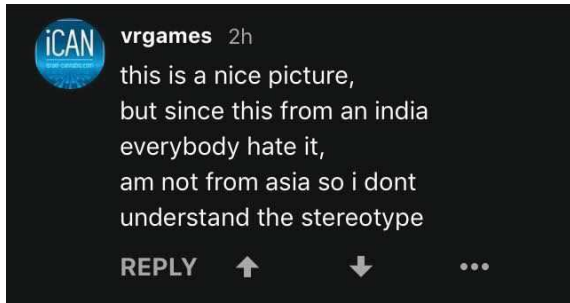 iCAN
vrgames 2h
this is a nice picture,
but since this from an india
everybody hate it,
am not from asia so i dont
understand the stereotype
REPLY